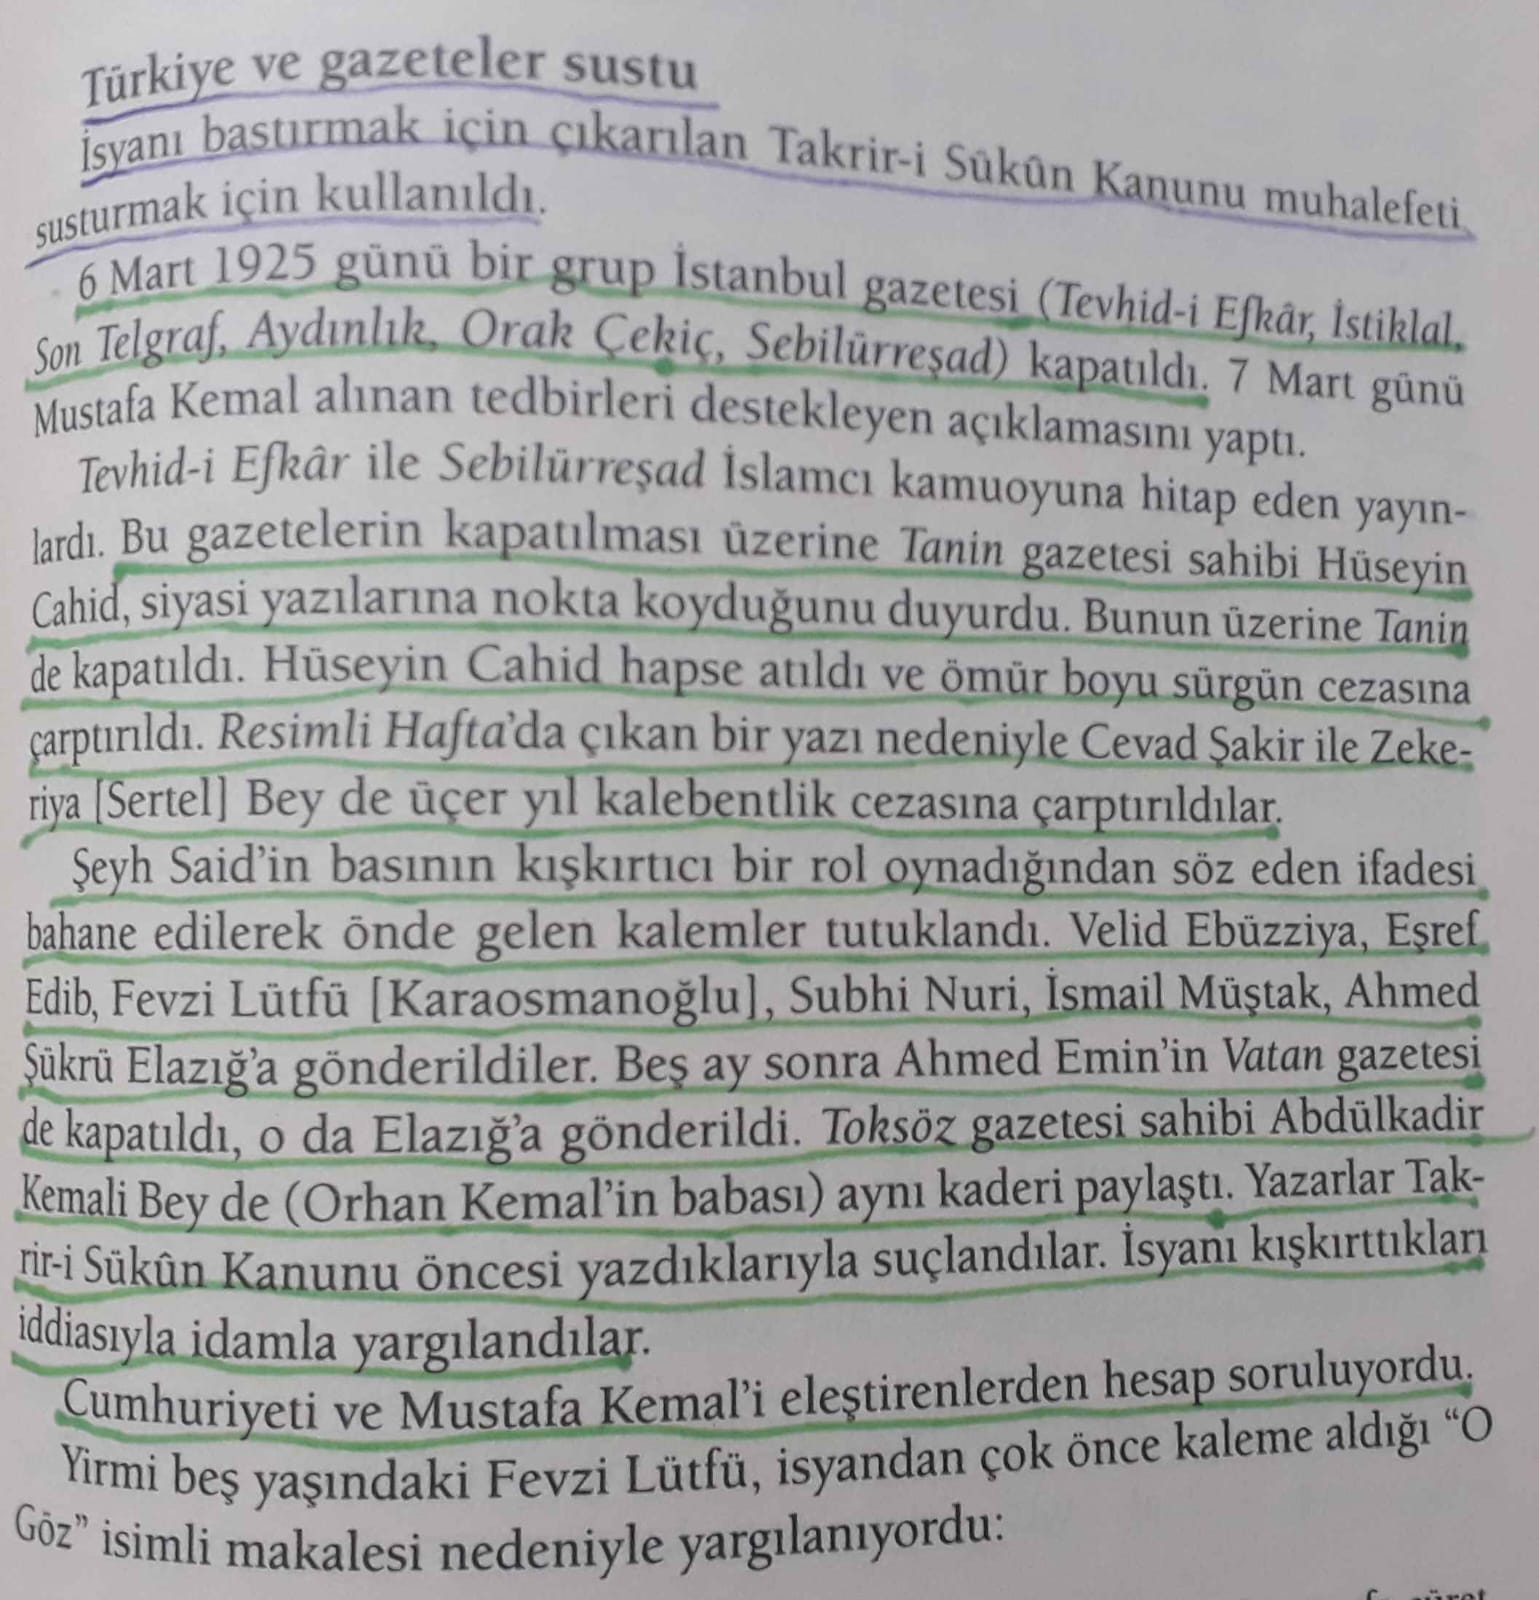 Türkiye ve gazeteler sustu
İsyanı bastırmak için çıkarılan Takrir-i Sükûn Kanunu muhalefeti
susturmak için kullanıldı.
6 Mart 1925 günü bir grup İstanbul gazetesi (Tevhid-i Efkâr, İstiklal,
Son Telgraf, Aydınlık, Orak Çekiç, Sebilürreşad) kapatıldı. 7 Mart günü
Mustafa Kemal alınan tedbirleri destekleyen açıklamasını yaptı.
Tevhid-i Efkâr ile Sebilürreşad İslamcı kamuoyuna hitap eden yayın-
lardı. Bu gazetelerin kapatılması üzerine Tanin gazetesi sahibi Hüseyin
Cahid, siyasi yazılarına nokta koyduğunu duyurdu. Bunun üzerine Tanin
de kapatıldı. Hüseyin Cahid hapse atıldı ve ömür boyu sürgün cezasına
çarptırıldı. Resimli Hafta’da çıkan bir yazı nedeniyle Cevad Şakir ile Zeke-
riya [Sertel] Bey de üçer yıl kalebentlik cezasına çarptırıldılar.
Şeyh Said’in basının kışkırtıcı bir rol oynadığından söz eden ifadesi
bahane edilerek önde gelen kalemler tutuklandı. Velid Ebüzziya, Eşref
Edib, Fevzi Lütfü [Karaosmanoğlu], Subhi Nuri, İsmail Müştak, Ahmed
Şükrü Elazığ’a gönderildiler. Beş ay sonra Ahmed Emin’in Vatan gazetesi
de kapatıldı, o da Elazığ’a gönderildi. Toksöz gazetesi sahibi Abdülkadir
Kemali Bey de (Orhan Kemal’in babası) aynı kaderi paylaştı. Yazarlar Tak-
rir-i Sükûn Kanunu öncesi yazdıklarıyla suçlandılar. İsyanı kışkırttıkları
iddiasıyla idamla yargılandılar.
Cumhuriyeti ve Mustafa Kemal’i eleştirenlerden hesap soruluyordu.
Yirmi beş yaşındaki Fevzi Lütfü, isyandan çok önce kaleme aldığı “O
Göz” isimli makalesi nedeniyle yargılanıyordu: